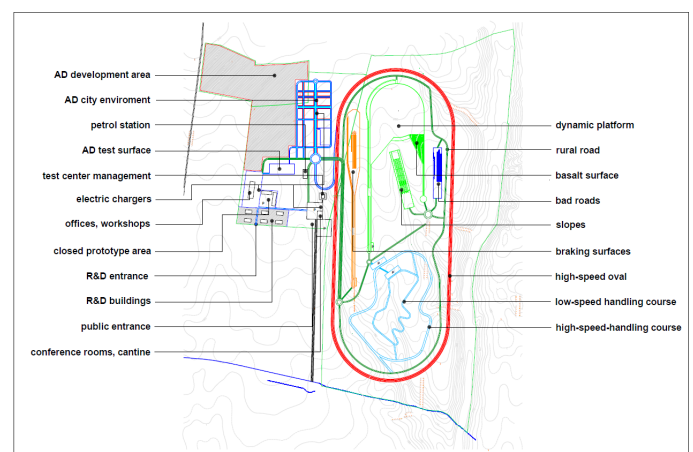 AD development area
AD city enviroment
petrol station
AD test surface
test center management
electric chargers
offices, workshops
closed prototype area
R&D entrance
R&D buildings
public entrance
conference rooms, cantine
dynamic platform
rural road
basalt surface
bad roads
slopes
braking surfaces
high-speed oval
low-speed handling course
high-speed-handling course